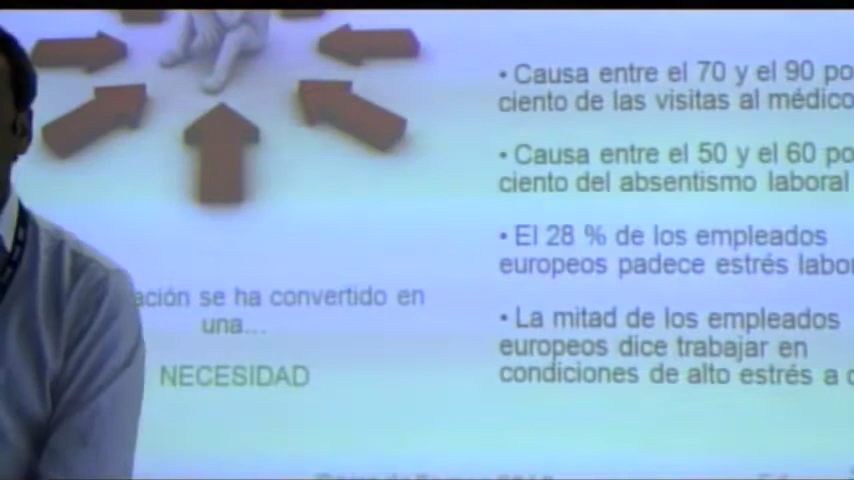 • Causa entre el 70 y el 90 po
ciento de las visitas al médico
• Causa entre el 50 y el 60 po
ciento del absentismo laboral
• El 28 % de los empleados
europeos padece estrés labor
• La mitad de los empleados
europeos dice trabajar en
condiciones de alto estrés a
ación se ha convertido en
una...
NECESIDAD